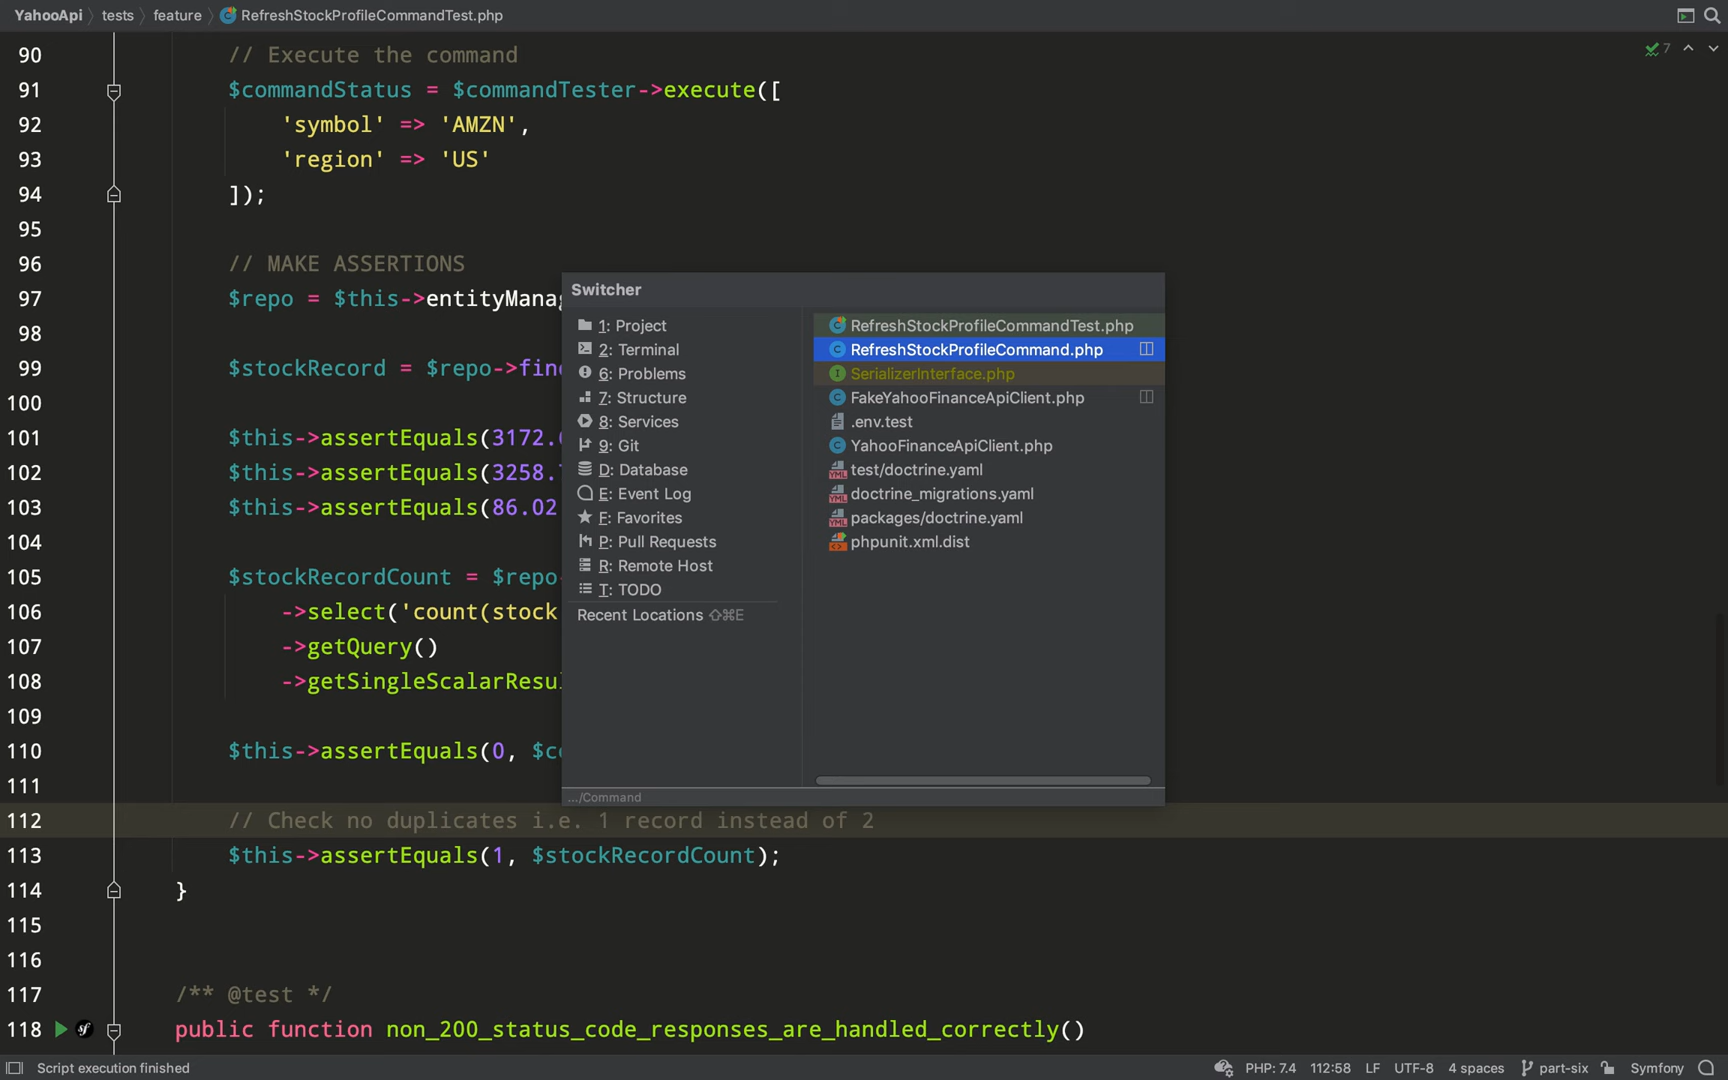 YahooApi tests feature RefreshStockProfileCommandTest.php
7
90 // Execute the command
91 $commandStatus = $commandTester->execute([
92 'symbol' => 'AMZN',
93 'region' => 'US'
94 ]);
95
96 // MAKE ASSERTIONS
97 $repo = $this->entityManag
98
99 $stockRecord = $repo->find
100
101 $this->assertEquals(3172.
102 $this->assertEquals(3258.
103 $this->assertEquals(86.02
104
105 $stockRecordCount = $repo
106 ->select('count(stock
107 ->getQuery()
108 ->getSingleScalarResul
109
110 $this->assertEquals(0, $co
111
112 // Check no duplicates i.e. 1 record instead of 2
113 $this->assertEquals(1, $stockRecordCount);
114 }
115
116
117 /** @test */
118 public function non_200_status_code_responses_are_handled_correctly()
Switcher
1: Project
2: Terminal
6: Problems
7: Structure
8: Services
9: Git
D: Database
E: Event Log
F: Favorites
P: Pull Requests
R: Remote Host
T: TODO
Recent Locations ⇧⌘E
RefreshStockProfileCommandTest.php
RefreshStockProfileCommand.php
SerializerInterface.php
FakeYahooFinanceApiClient.php
.env.test
YahooFinanceApiClient.php
test/doctrine.yaml
doctrine_migrations.yaml
packages/doctrine.yaml
phpunit.xml.dist
.../Command
Script execution finished PHP: 7.4 112:58 LF UTF-8 4 spaces part-six Symfony